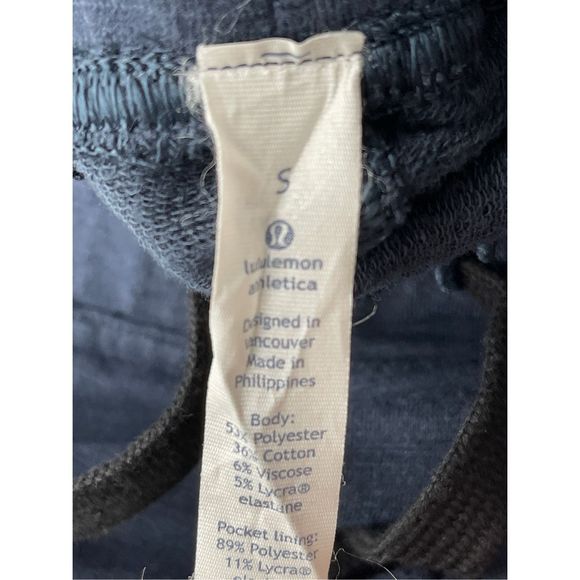 S
lululemon
athletica
Designed in
Vancouver
Made in
Philippines
Body:
53% Polyester
36% Cotton
6% Viscose
5% Lycra®
elastane
Pocket lining:
89% Polyester
11% Lycra®